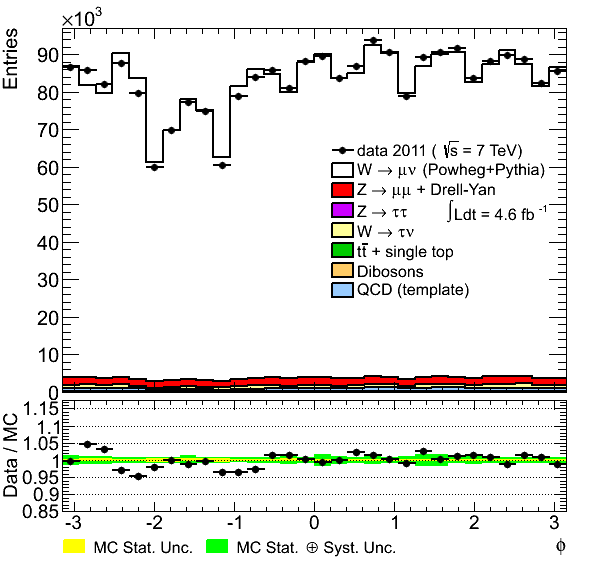 ×10³
Entries
90
80
70
60
50
40
30
20
10
0
data 2011 ( √s = 7 TeV)
W → μν (Powheg+Pythia)
Z → μμ + Drell-Yan
Z → ττ
∫Ldt = 4.6 fb⁻¹
W → τν
tt̄ + single top
Dibosons
QCD (template)
Data / MC
1.15
1.1
1.05
1
0.95
0.9
0.85
-3 -2 -1 0 1 2 3
MC Stat. Unc. MC Stat. ⊕ Syst. Unc. ϕ